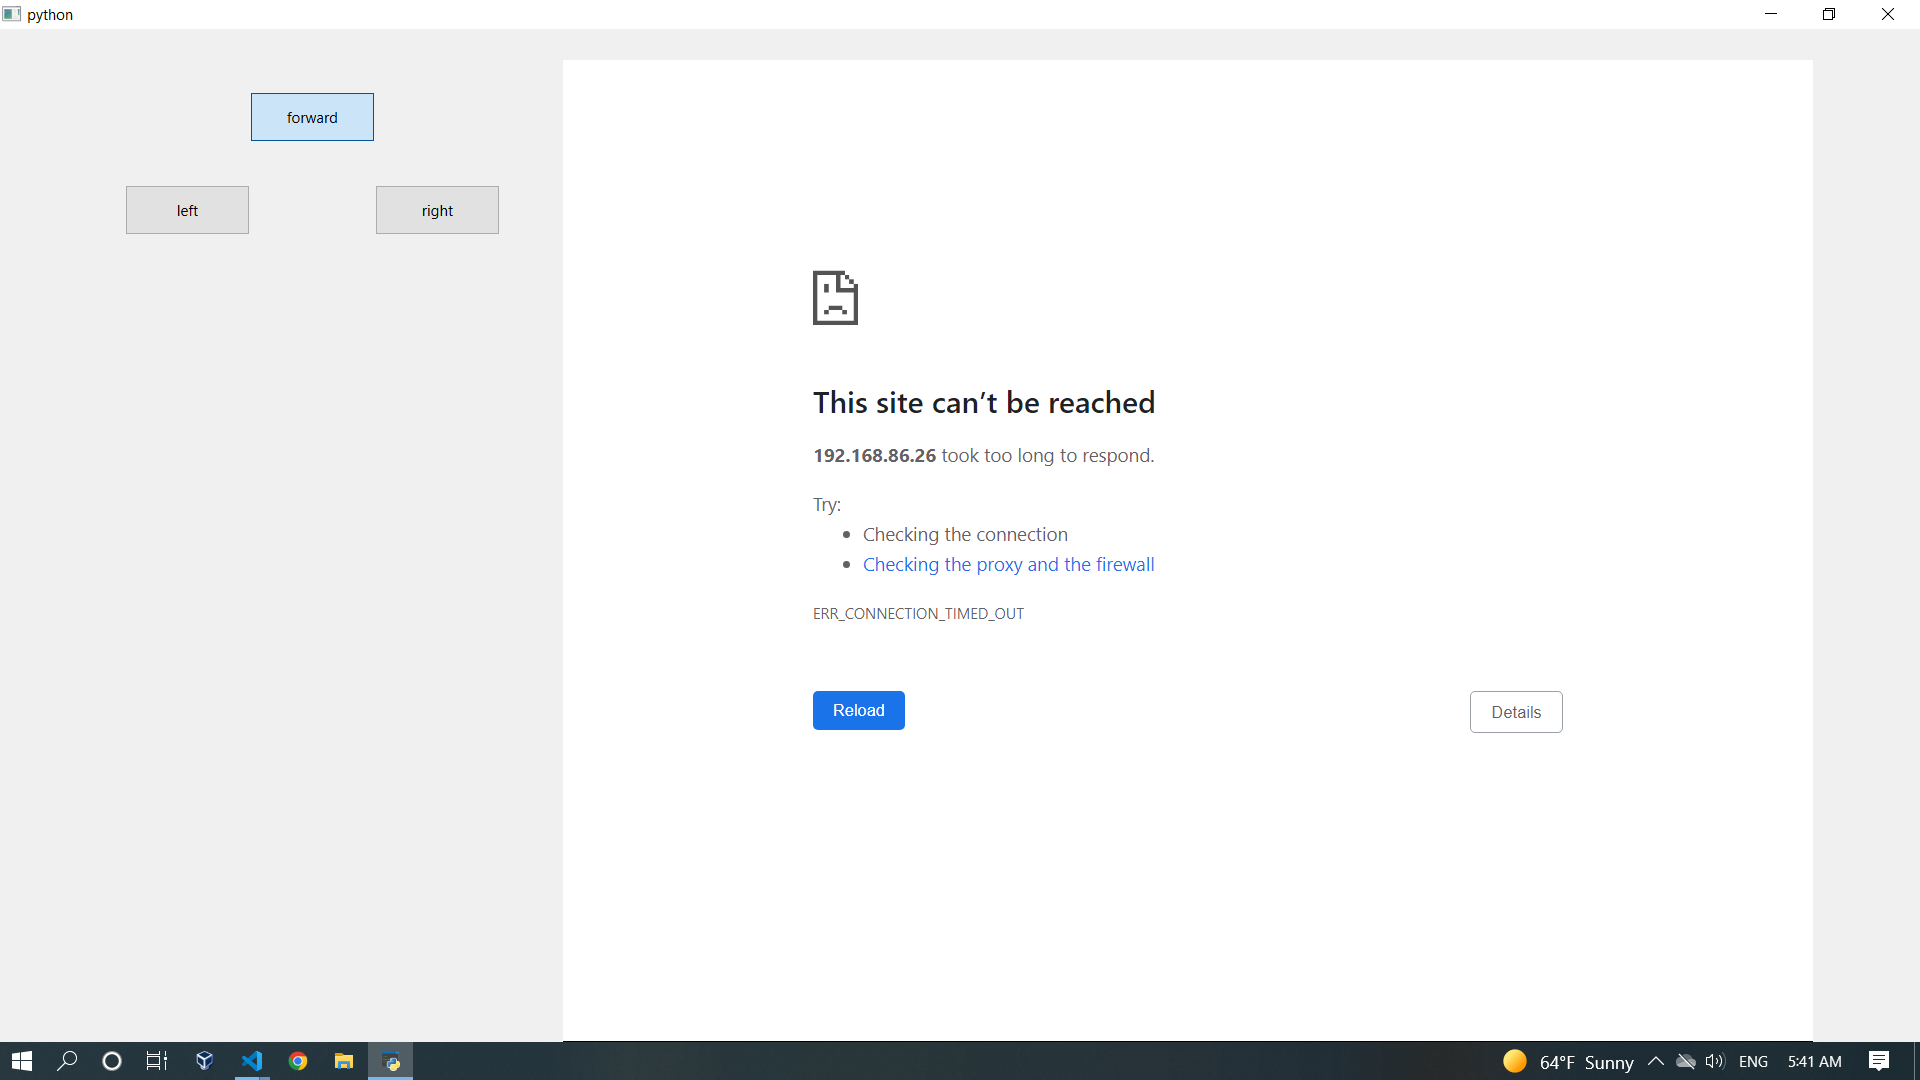 python
forward
left
right
This site can’t be reached
192.168.86.26 took too long to respond.
Try:
Checking the connection
Checking the proxy and the firewall
ERR_CONNECTION_TIMED_OUT
Reload
Details
64°F Sunny
ENG
5:41 AM